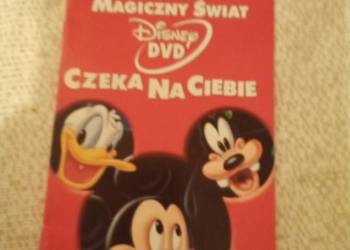 MAGICZNY ŚWIAT
DISNEY
DVD
CZEKA NA CIEBIE